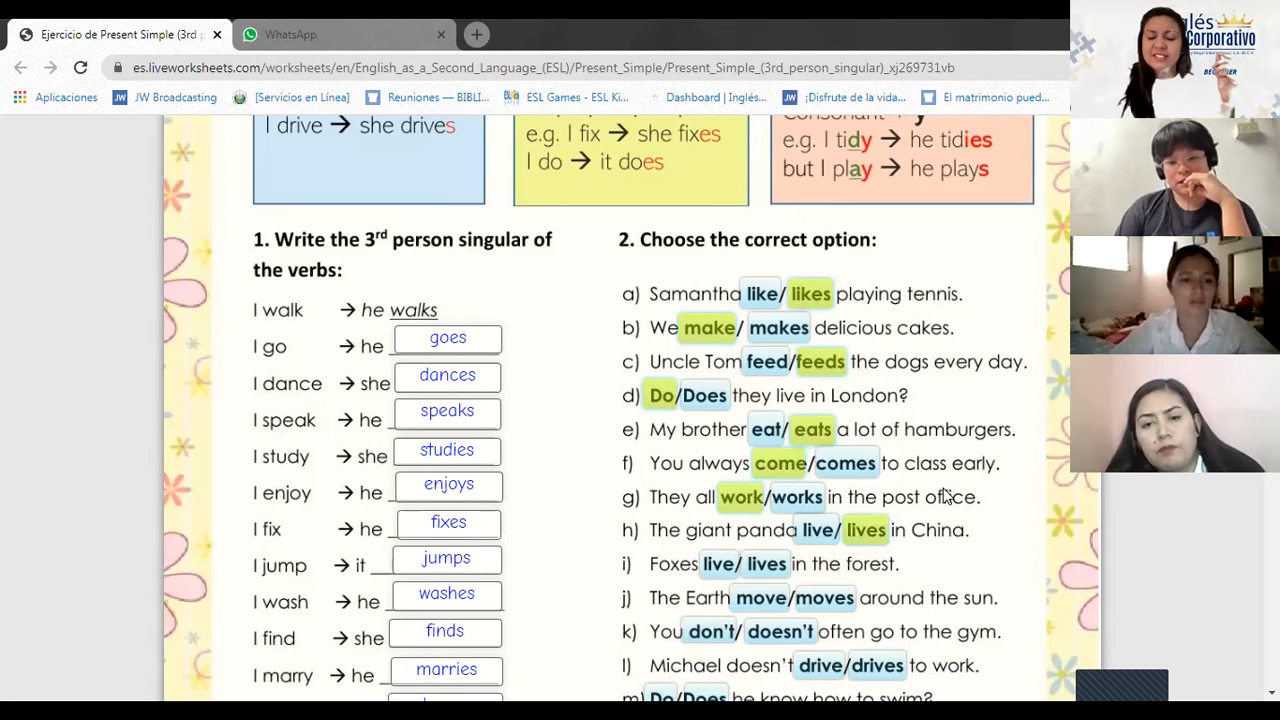 Ejercicio de Present Simple (3rd p
WhatsApp
es.liveworksheets.com/worksheets/en/English_as_a_Second_Language_(ESL)/Present_Simple/Present_Simple_(3rd_person_singular)_xj269731vb
Aplicaciones
JW Broadcasting
[Servicios en Línea]
Reuniones — BIBLI...
ESL Games - ESL Ki...
Dashboard | Inglés...
¡Disfrute de la vida...
El matrimonio pued...
glés
Corporativo
I drive → she drives
e.g. I fix → she fixes
I do → it does
Consonant + y
e.g. I tidy → he tidies
but I play → he plays
1. Write the 3rd person singular of
the verbs:
I walk → he walks
I go → he goes
I dance → she dances
I speak → he speaks
I study → she studies
I enjoy → he enjoys
I fix → he fixes
I jump → it jumps
I wash → he washes
I find → she finds
I marry → he marries
2. Choose the correct option:
a) Samantha like/ likes playing tennis.
b) We make/ makes delicious cakes.
c) Uncle Tom feed/feeds the dogs every day.
d) Do/Does they live in London?
e) My brother eat/ eats a lot of hamburgers.
f) You always come/comes to class early.
g) They all work/works in the post office.
h) The giant panda live/ lives in China.
i) Foxes live/ lives in the forest.
j) The Earth move/moves around the sun.
k) You don't/ doesn't often go to the gym.
l) Michael doesn't drive/drives to work.
m) Do/Does he know how to swim?